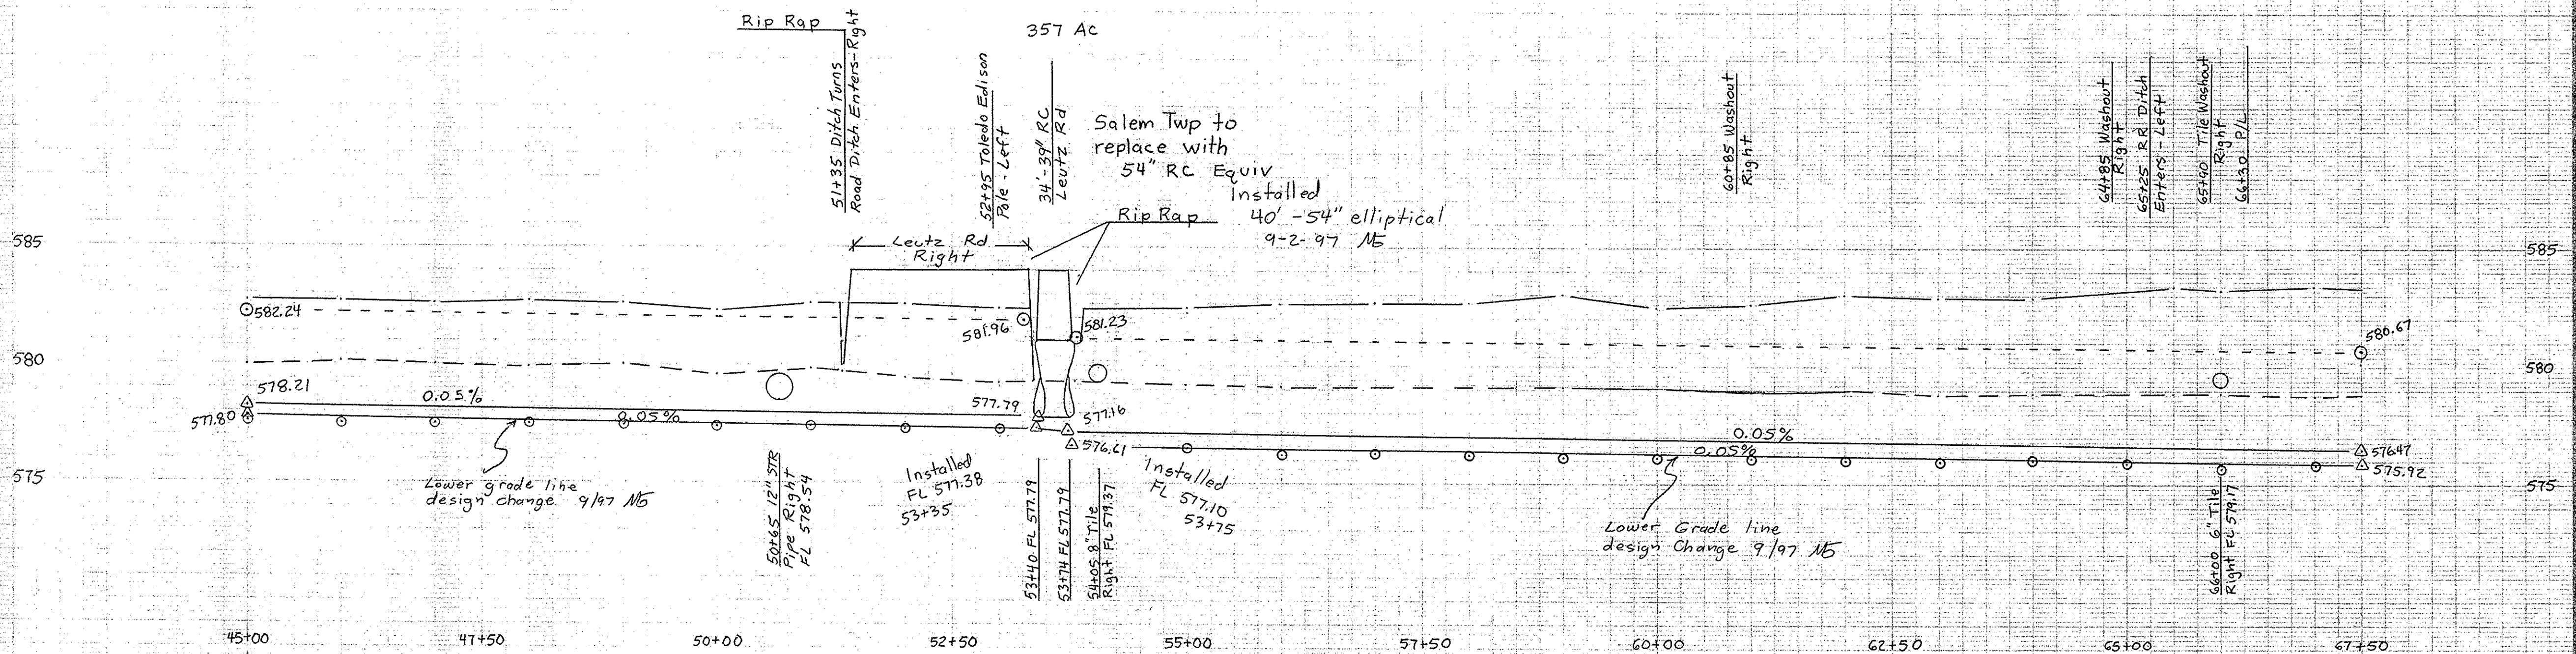 Rip Rap
51+35 Ditch Turns
Road Ditch Enters-Right
52+95 Toledo Edison
Pole - Left
357 Ac
34'-39" RC
Leutz Rd
Salem Twp to
replace with
54" RC Equiv
Installed
40' - 54" elliptical
9-2-97
Rip Rap
60+85 Washout
Right
64+85 Washout
Right
65+25 R R Ditch
Enters - Left
65+90 Tile Washout
Right
66+30 P/L
585
Leutz Rd
Right
585
582.24
581.96
581.23
580.67
580
580
578.21
0.05%
577.79
577.16
577.80
0.05%
576.61
0.05%
0.05%
576.47
575.92
575
575
Lower grade line
design change 9/97
50+65 12" STR
Pipe Right
FL 578.54
Installed
FL 577.38
53+35
53+40 FL 577.79
53+74 FL 577.79
54+05 8" Tile
Right FL 579.37
Installed
FL 577.10
53+75
Lower Grade line
design Change 9/97
66+00 6" Tile
Right FL 579.17
45+00
47+50
50+00
52+50
55+00
57+50
60+00
62+50
65+00
67+50